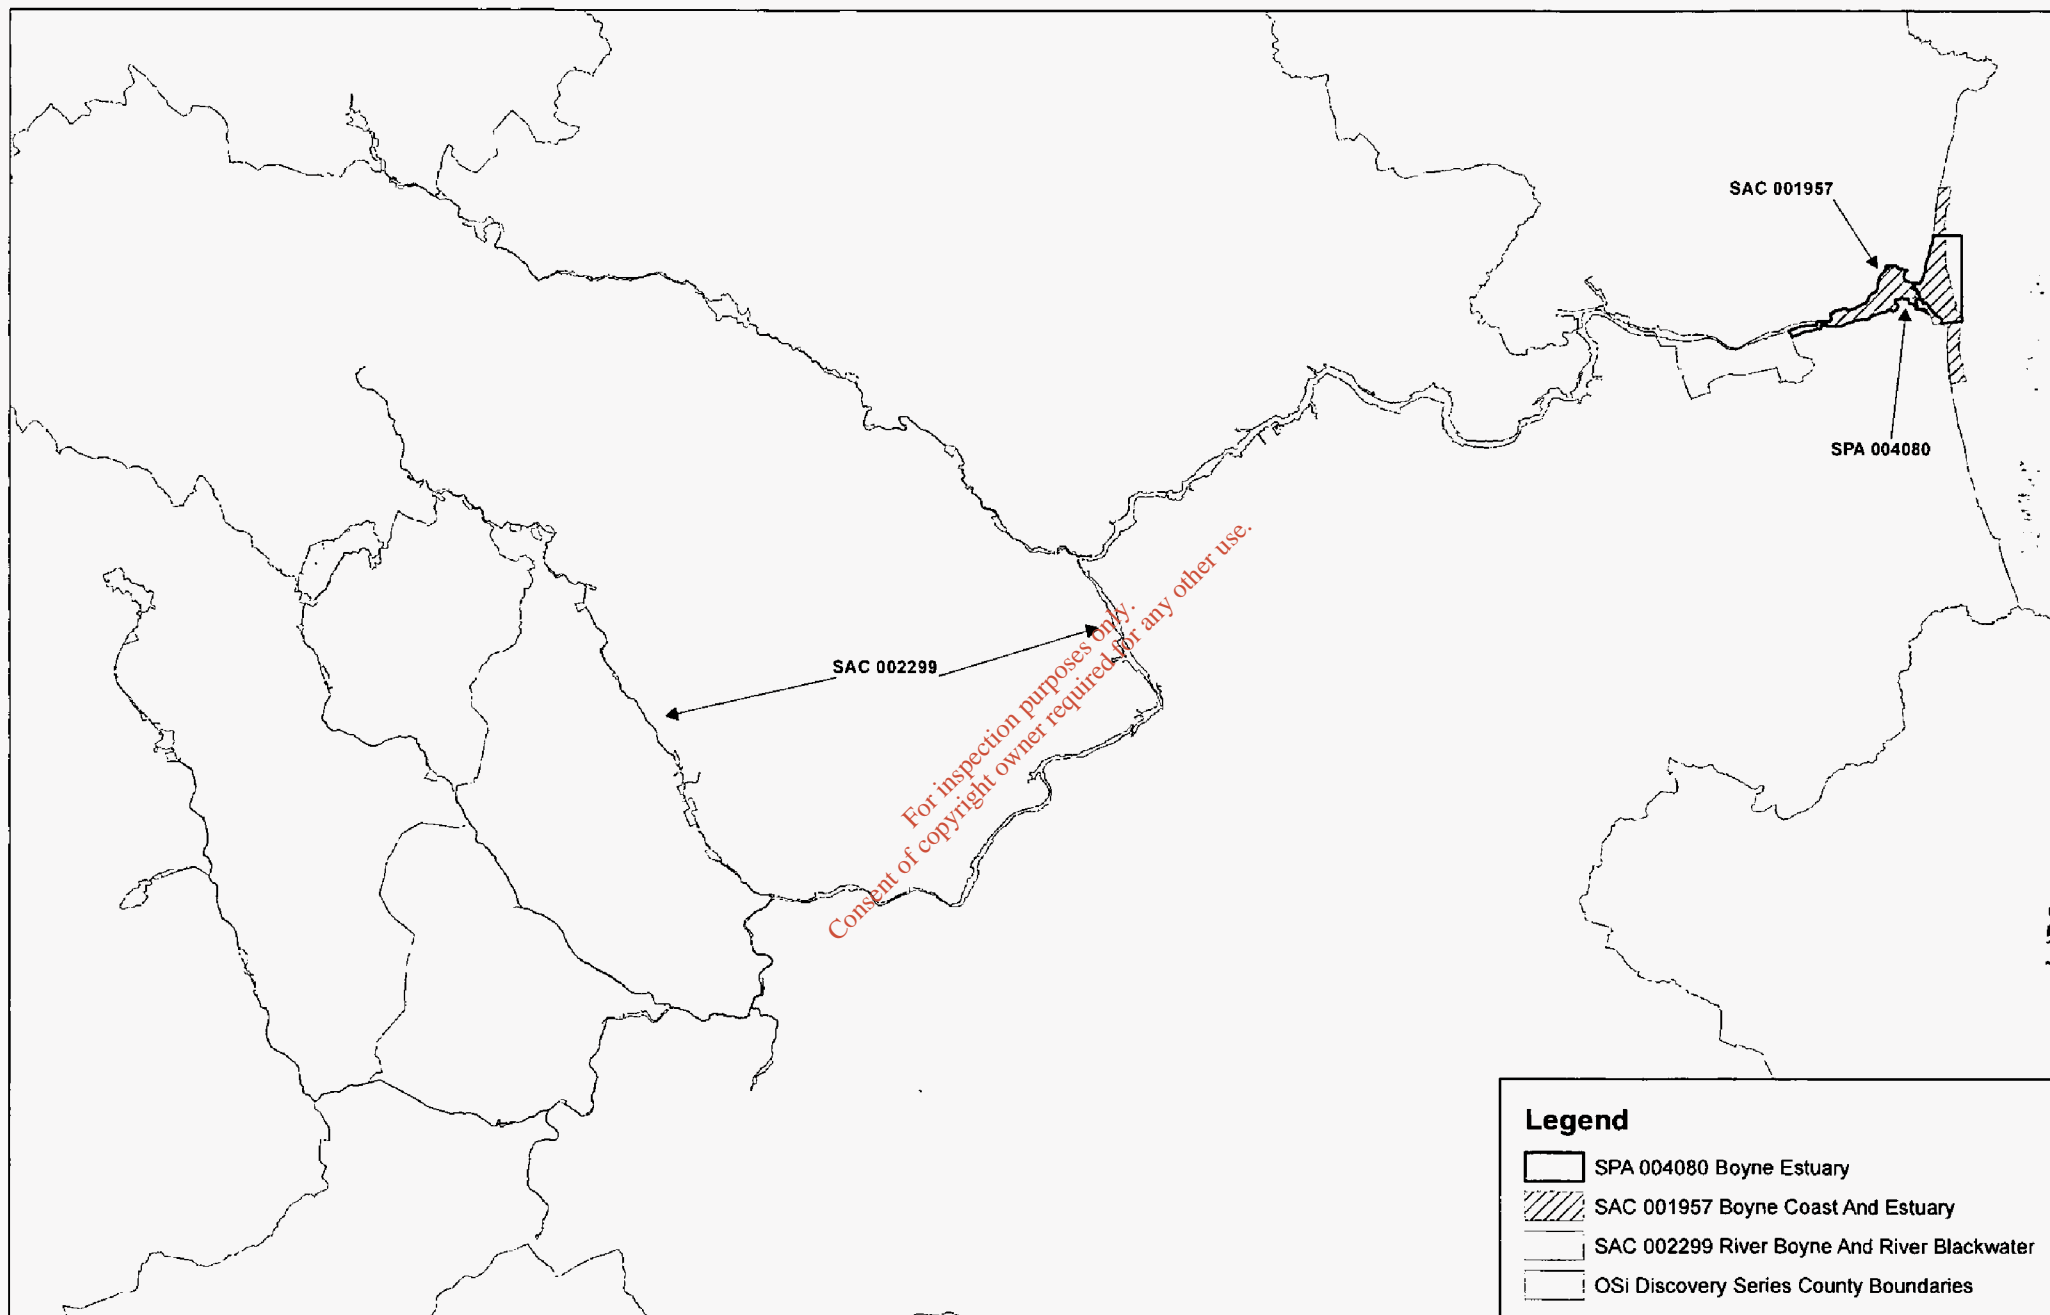 SAC 001957
SPA 004080
SAC 002299
For inspection purposes only.
Consent of copyright owner required for any other use.
Legend
SPA 004080 Boyne Estuary
SAC 001957 Boyne Coast And Estuary
SAC 002299 River Boyne And River Blackwater
OSi Discovery Series County Boundaries